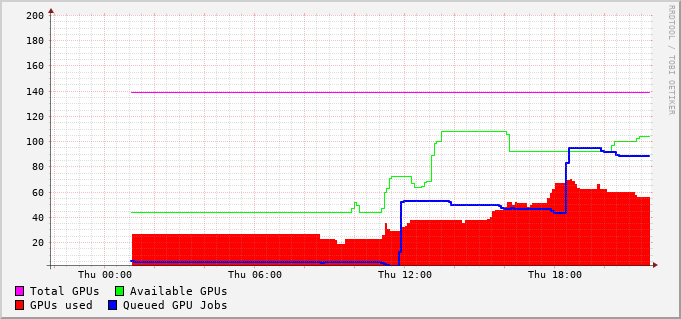 200
180
160
140
120
100
80
60
40
20
Thu 00:00 Thu 06:00 Thu 12:00 Thu 18:00
Total GPUs Available GPUs
GPUs used Queued GPU Jobs
RRDTOOL / TOBI OETIKER